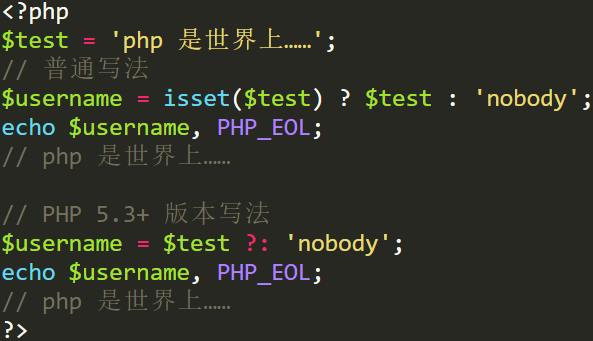 <?php
$test = 'php 是世界上……';
// 普通写法
$username = isset($test) ? $test : 'nobody';
echo $username, PHP_EOL;
// php 是世界上……

// PHP 5.3+ 版本写法
$username = $test ?: 'nobody';
echo $username, PHP_EOL;
// php 是世界上……
?>